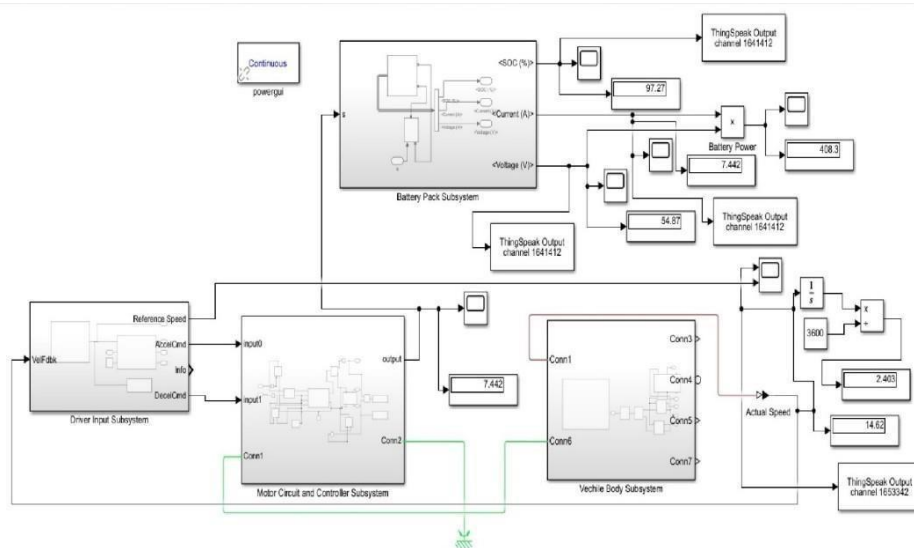 Continuous
powergui
s
<SOC (%)>
<Current (A)>
<Voltage (V)>
Battery Pack Subsystem
ThingSpeak Output
channel 1641412
97.27
x
Battery Power
408.3
7.442
54.87
ThingSpeak Output
channel 1641412
ThingSpeak Output
channel 1641412
VelFdbk
Reference Speed
AccelCmd
Info
DecelCmd
Driver Input Subsystem
input0
input1
output
Conn1
Conn2
Motor Circuit and Controller Subsystem
7.442
Conn1
Conn6
Conn3
Conn4
Conn5
Conn7
Vechile Body Subsystem
Actual Speed
1
s
3600
x
÷
2.403
14.62
ThingSpeak Output
channel 1653342